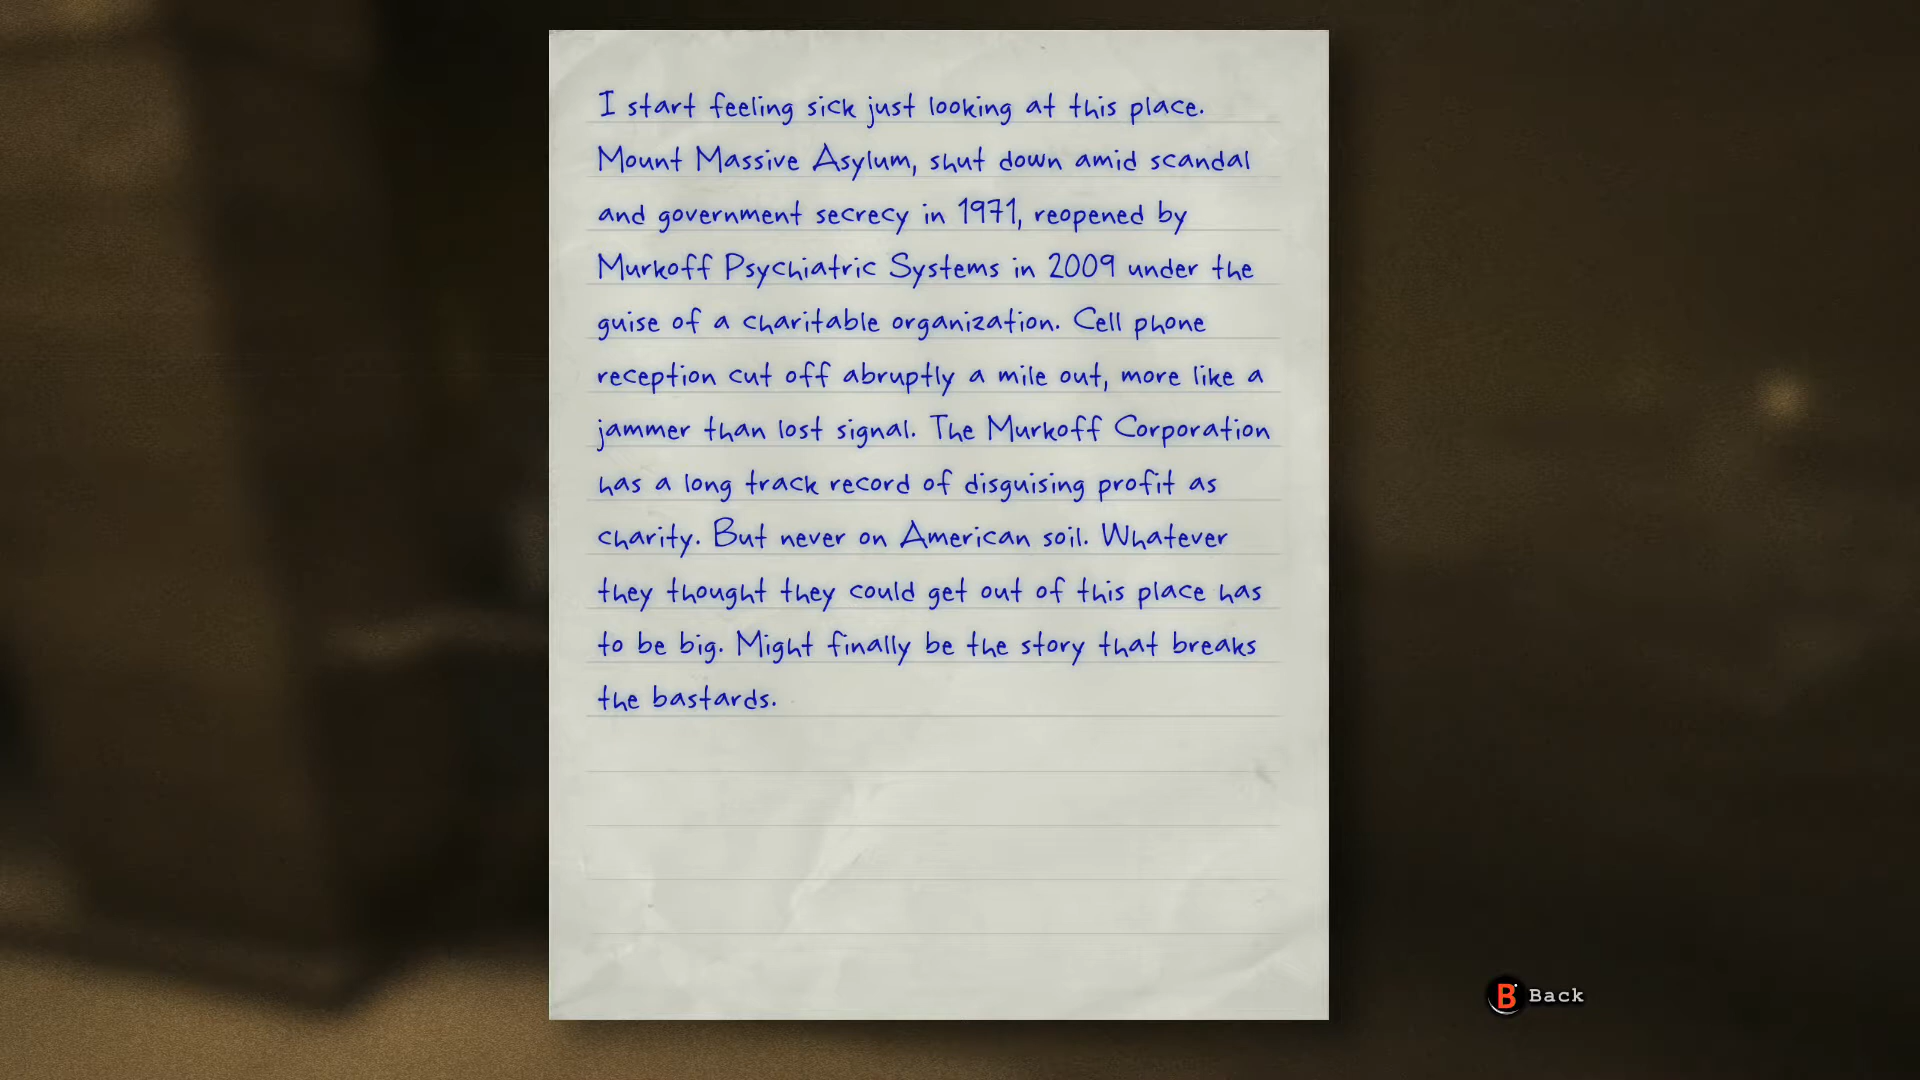 I start feeling sick just looking at this place.
Mount Massive Asylum, shut down amid scandal
and government secrecy in 1971, reopened by
Murkoff Psychiatric Systems in 2009 under the
guise of a charitable organization. Cell phone
reception cut off abruptly a mile out, more like a
jammer than lost signal. The Murkoff Corporation
has a long track record of disguising profit as
charity. But never on American soil. Whatever
they thought they could get out of this place has
to be big. Might finally be the story that breaks
the bastards.
B Back